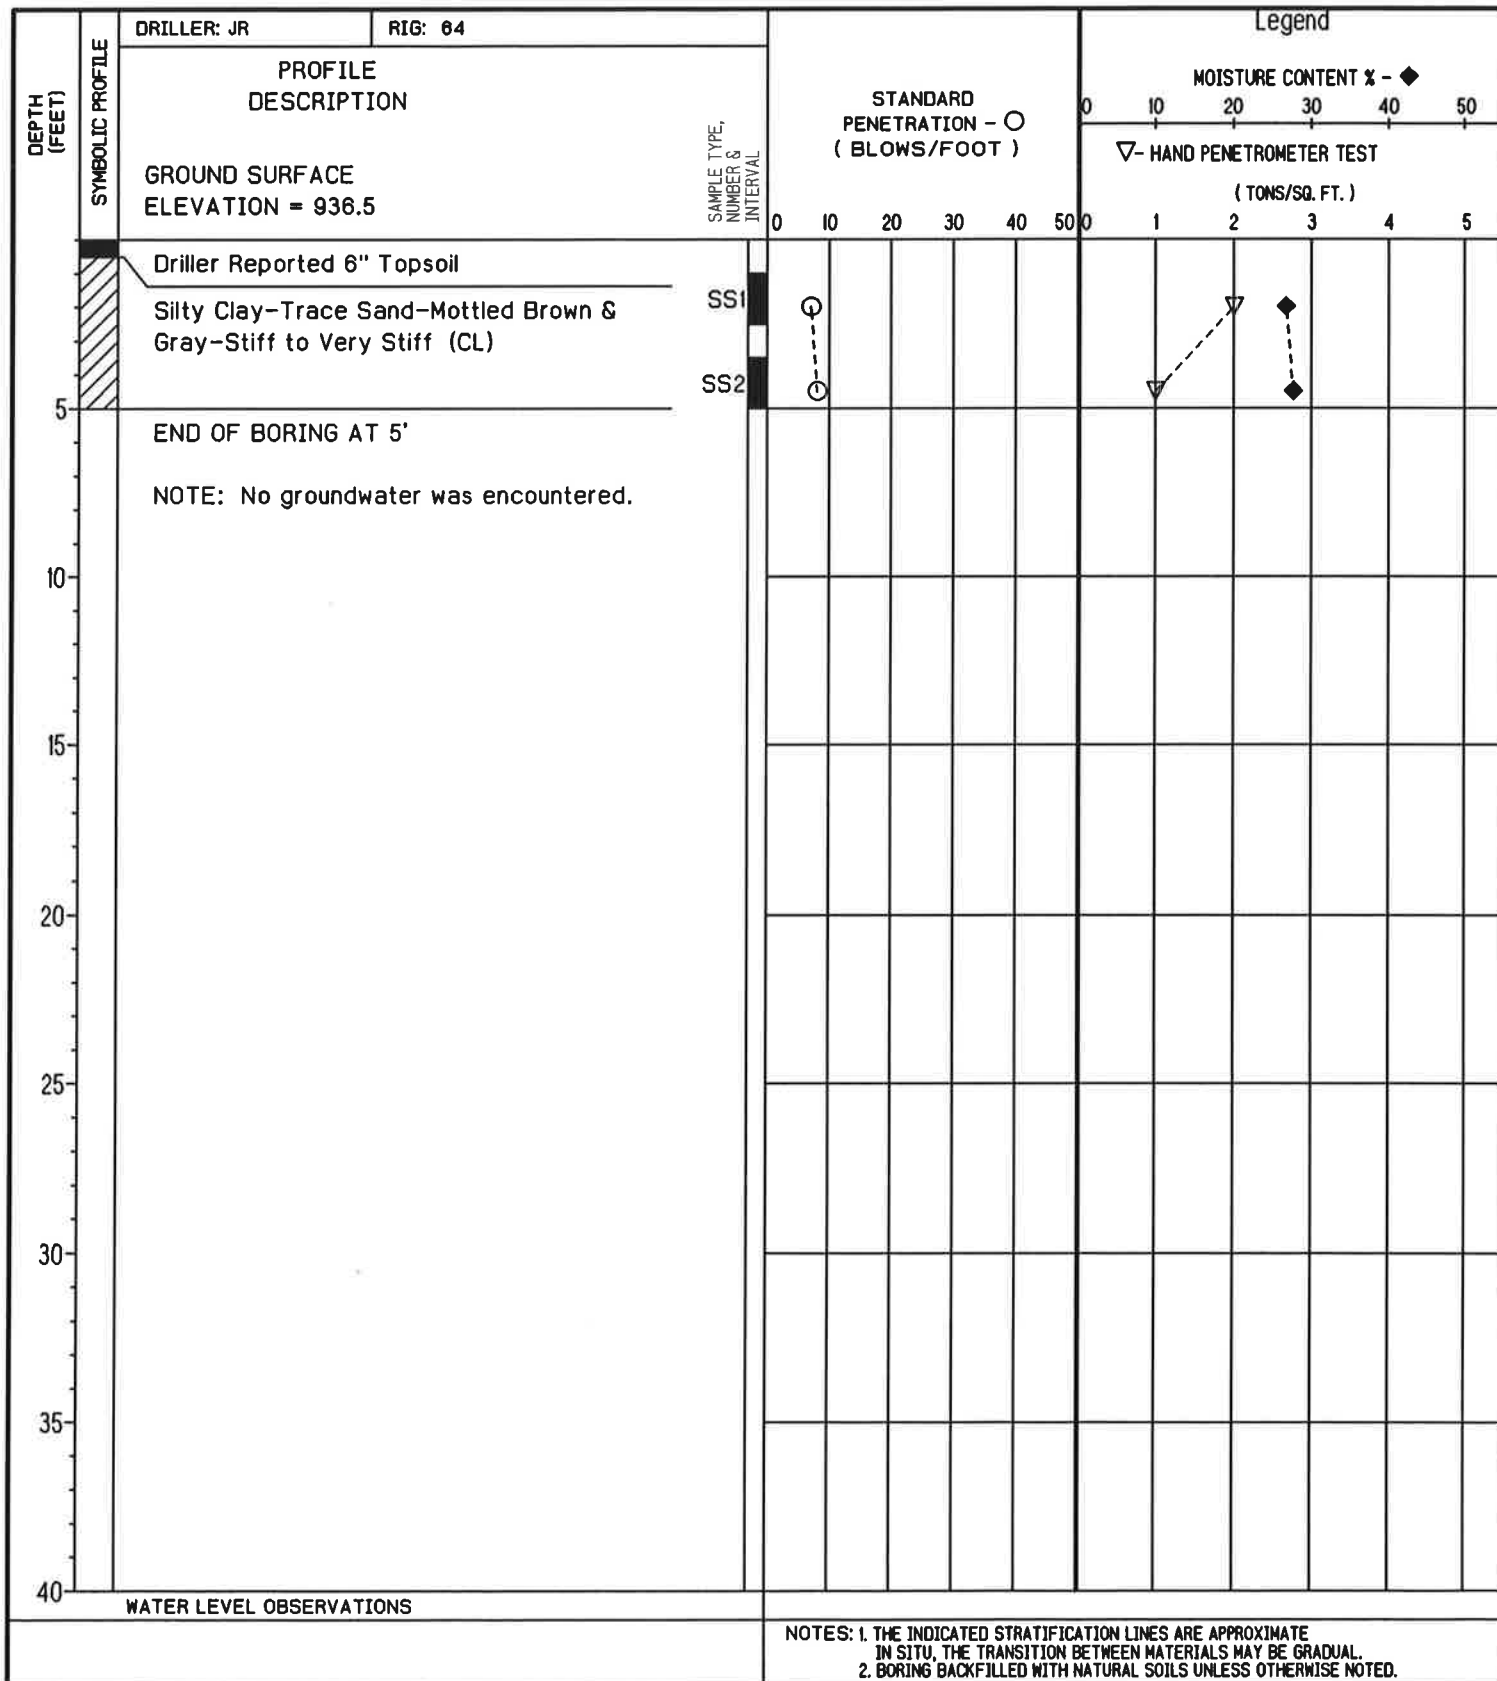 DRILLER: JR
RIG: 64
Legend
DEPTH
(FEET)
SYMBOLIC PROFILE
PROFILE
DESCRIPTION
GROUND SURFACE
ELEVATION = 936.5
SAMPLE TYPE,
NUMBER &
INTERVAL
STANDARD
PENETRATION -
( BLOWS/FOOT )
0 10 20 30 40 50
MOISTURE CONTENT % -
0 10 20 30 40 50
- HAND PENETROMETER TEST
( TONS/SQ. FT. )
0 1 2 3 4 5
Driller Reported 6" Topsoil
Silty Clay-Trace Sand-Mottled Brown &
Gray-Stiff to Very Stiff (CL)
SS1
SS2
5
END OF BORING AT 5'
NOTE: No groundwater was encountered.
10
15
20
25
30
35
40
WATER LEVEL OBSERVATIONS
NOTES: 1. THE INDICATED STRATIFICATION LINES ARE APPROXIMATE
IN SITU, THE TRANSITION BETWEEN MATERIALS MAY BE GRADUAL.
2. BORING BACKFILLED WITH NATURAL SOILS UNLESS OTHERWISE NOTED.